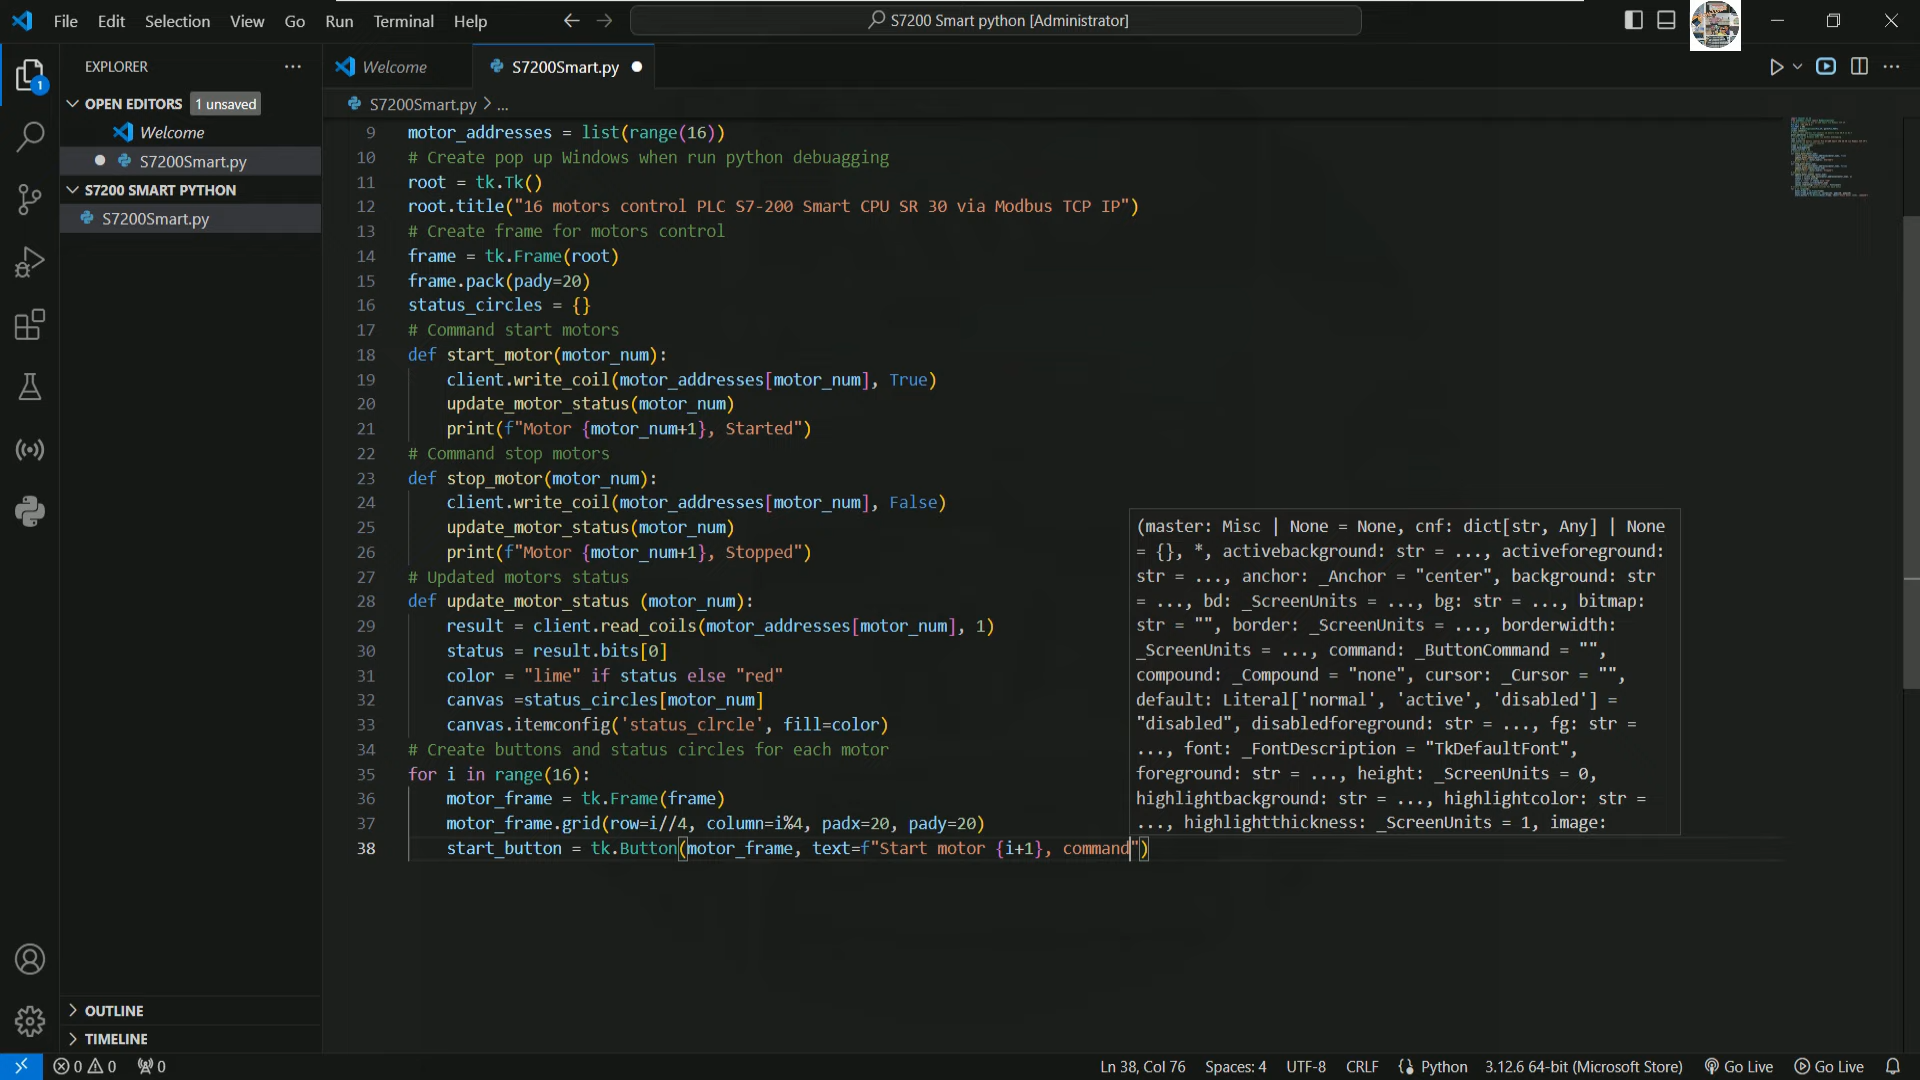 File Edit Selection View Go Run Terminal Help
S7200 Smart python [Administrator]
EXPLORER
OPEN EDITORS 1 unsaved
Welcome
S7200Smart.py
S7200 SMART PYTHON
S7200Smart.py
OUTLINE
TIMELINE
1
Welcome
S7200Smart.py
S7200Smart.py > ...
9 motor_addresses = list(range(16))
10 # Create pop up Windows when run python debuagging
11 root = tk.Tk()
12 root.title("16 motors control PLC S7-200 Smart CPU SR 30 via Modbus TCP IP")
13 # Create frame for motors control
14 frame = tk.Frame(root)
15 frame.pack(pady=20)
16 status_circles = {}
17 # Command start motors
18 def start_motor(motor_num):
19 client.write_coil(motor_addresses[motor_num], True)
20 update_motor_status(motor_num)
21 print(f"Motor {motor_num+1}, Started")
22 # Command stop motors
23 def stop_motor(motor_num):
24 client.write_coil(motor_addresses[motor_num], False)
25 update_motor_status(motor_num)
26 print(f"Motor {motor_num+1}, Stopped")
27 # Updated motors status
28 def update_motor_status (motor_num):
29 result = client.read_coils(motor_addresses[motor_num], 1)
30 status = result.bits[0]
31 color = "lime" if status else "red"
32 canvas =status_circles[motor_num]
33 canvas.itemconfig('status_clrcle', fill=color)
34 # Create buttons and status circles for each motor
35 for i in range(16):
36 motor_frame = tk.Frame(frame)
37 motor_frame.grid(row=i//4, column=i%4, padx=20, pady=20)
38 start_button = tk.Button(motor_frame, text=f"Start motor {i+1}, command")
(master: Misc | None = None, cnf: dict[str, Any] | None
= {}, *, activebackground: str = ..., activeforeground:
str = ..., anchor: _Anchor = "center", background: str
= ..., bd: _ScreenUnits = ..., bg: str = ..., bitmap:
str = "", border: _ScreenUnits = ..., borderwidth:
_ScreenUnits = ..., command: _ButtonCommand = "",
compound: _Compound = "none", cursor: _Cursor = "",
default: Literal['normal', 'active', 'disabled'] =
"disabled", disabledforeground: str = ..., fg: str =
..., font: _FontDescription = "TkDefaultFont",
foreground: str = ..., height: _ScreenUnits = 0,
highlightbackground: str = ..., highlightcolor: str =
..., highlightthickness: _ScreenUnits = 1, image:
0 0 0 Ln 38, Col 76 Spaces: 4 UTF-8 CRLF Python 3.12.6 64-bit (Microsoft Store) Go Live Go Live